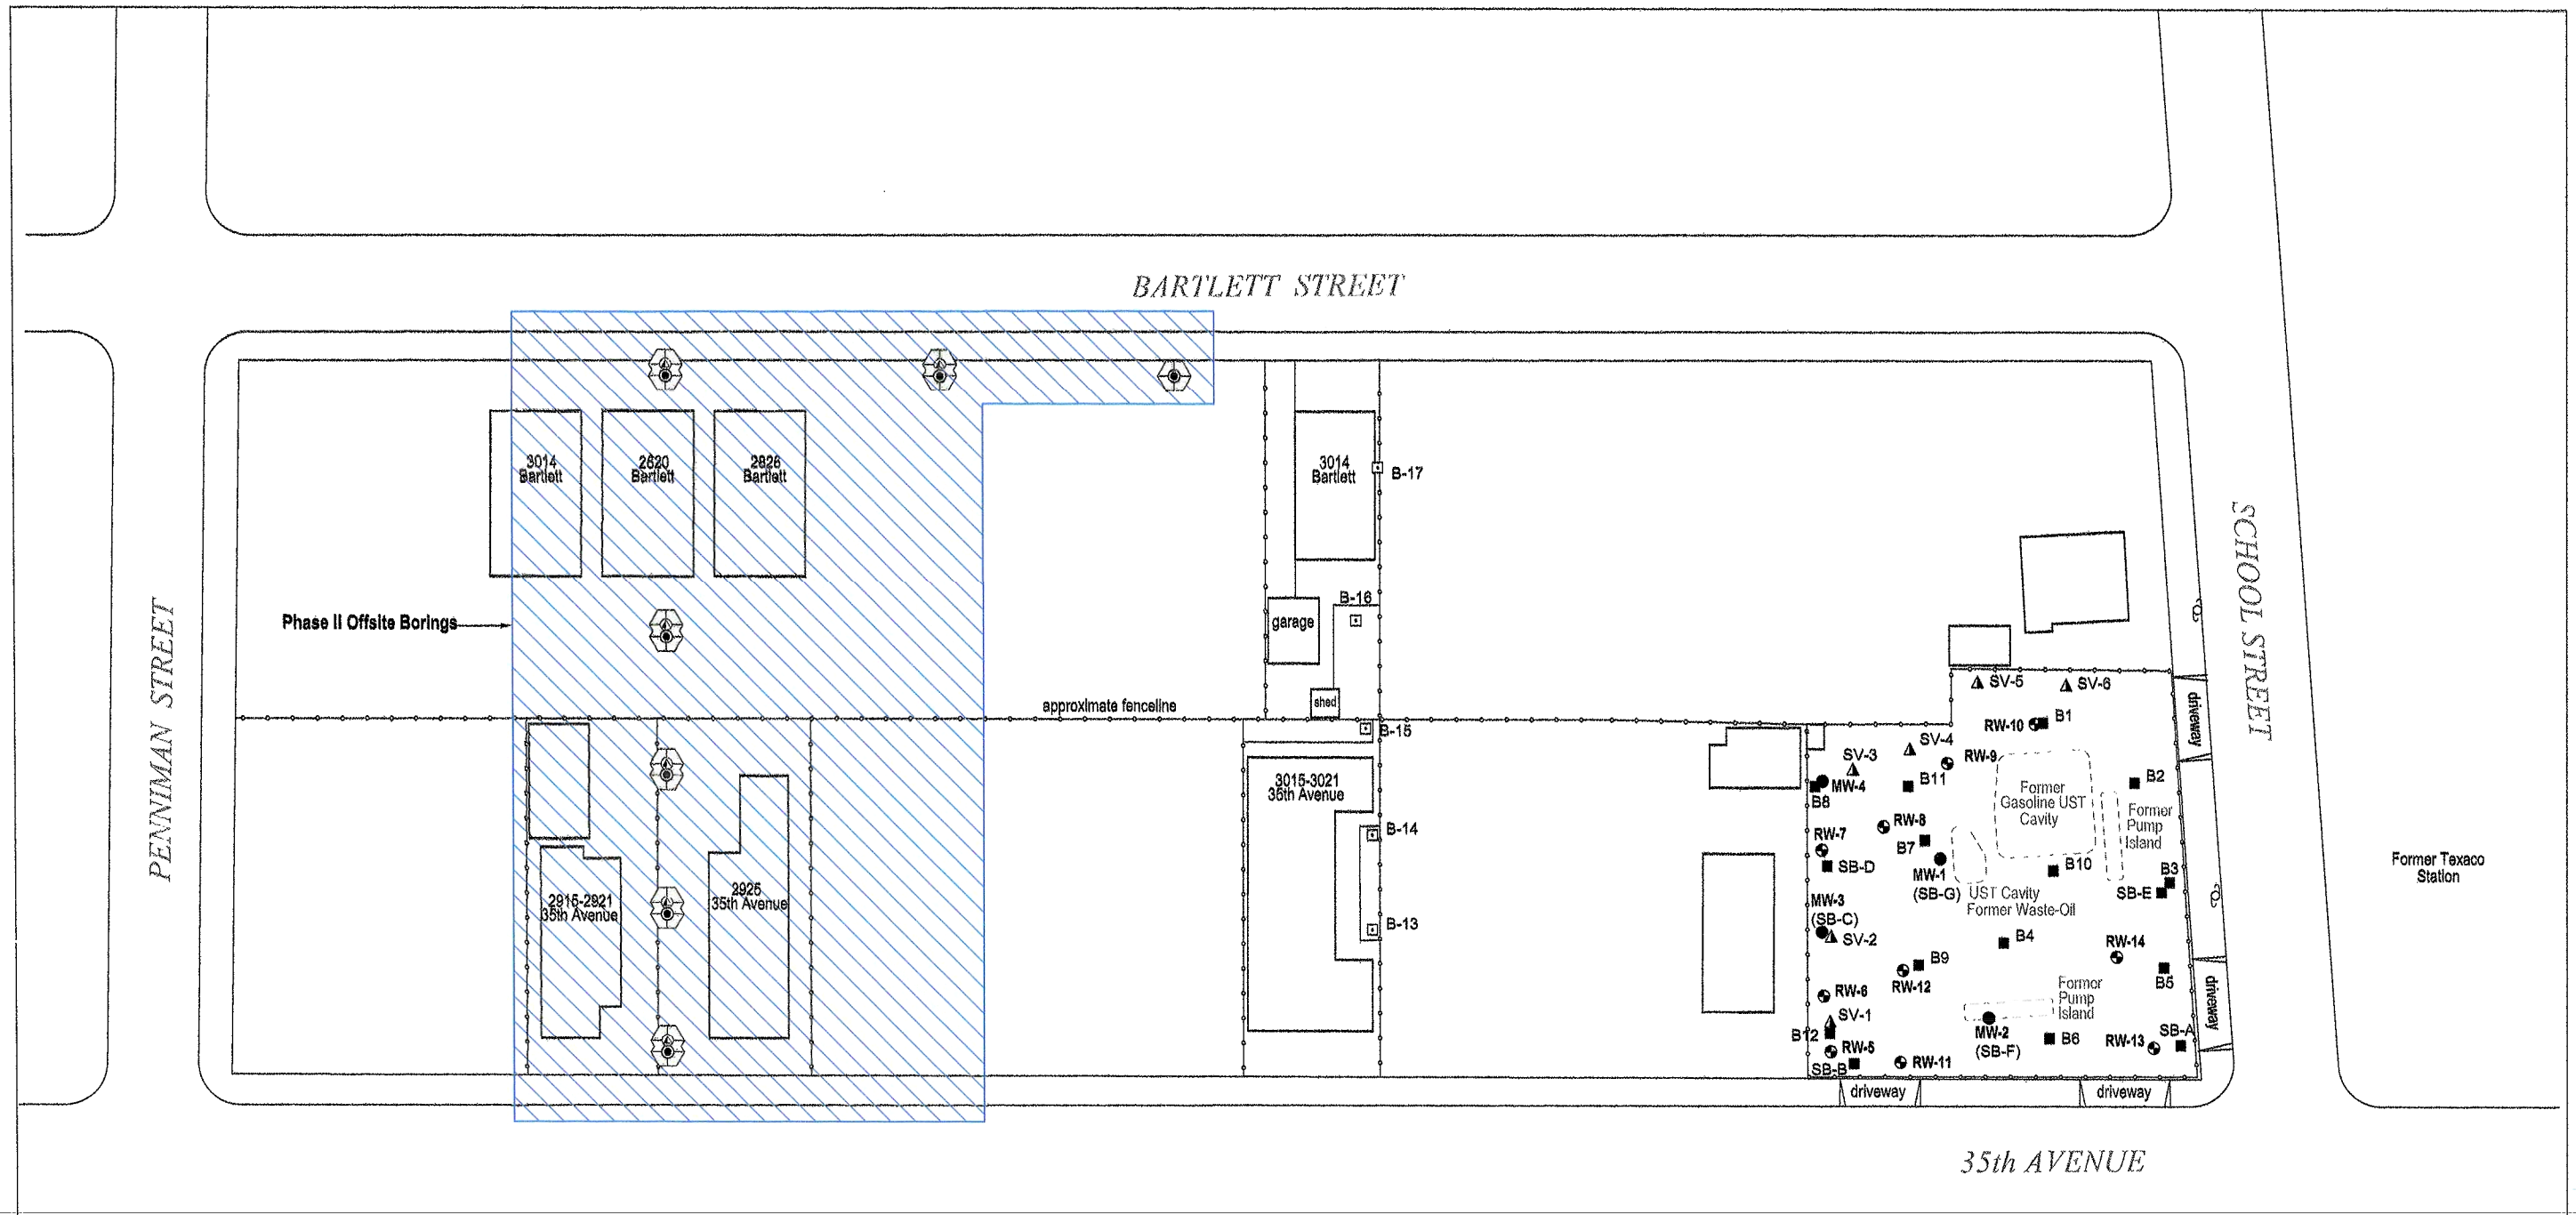 BARTLETT STREET
3014
Bartlett
2620
Bartlett
2826
Bartlett
3014
Bartlett
B-17
SCHOOL STREET
PENNIMAN STREET
Phase II Offsite Borings
B-16
garage
shed
approximate fenceline
B-15
SV-5
SV-6
driveway
RW-10
B1
SV-4
SV-3
RW-9
3015-3021
35th Avenue
MW-4
B8
B11
Former
Gasoline UST
Cavity
B2
Former
Pump
Island
B-14
RW-7
RW-8
B7
SB-D
MW-1
(SB-G)
B10
B3
SB-E
Former Texaco
Station
2915-2921
35th Avenue
2925
35th Avenue
UST Cavity
Former Waste-Oil
MW-3
(SB-C)
SV-2
B-13
B4
RW-14
B9
RW-12
B5
RW-6
Former
Pump
Island
driveway
SV-1
B12
MW-2
(SB-F)
B6
RW-13
SB-A
RW-5
SB-B
RW-11
driveway
driveway
35th AVENUE